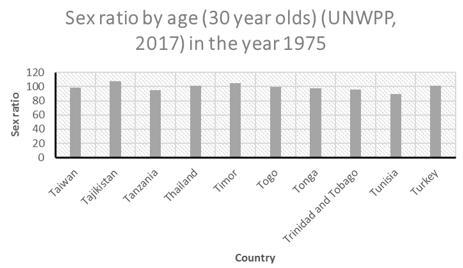 Sex ratio by age (30 year olds) (UNWPP,
2017) in the year 1975
Sex ratio
120
100
80
60
40
20
0
Taiwan
Tajikistan
Tanzania
Thailand
Timor
Togo
Tonga
Trinidad and Tobago
Tunisia
Turkey
Country